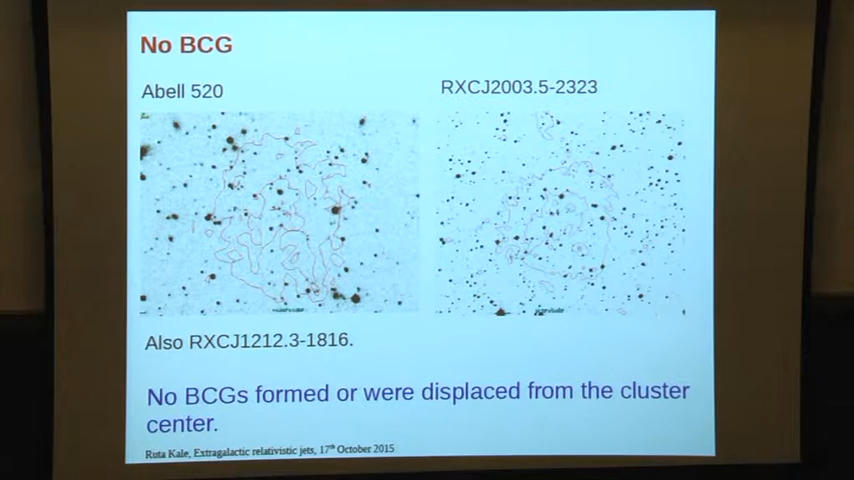 No BCG
Abell 520
RXCJ2003.5-2323
Also RXCJ1212.3-1816.
No BCGs formed or were displaced from the cluster
center.
Ruta Kale, Extragalactic relativistic jets, 17th October 2015